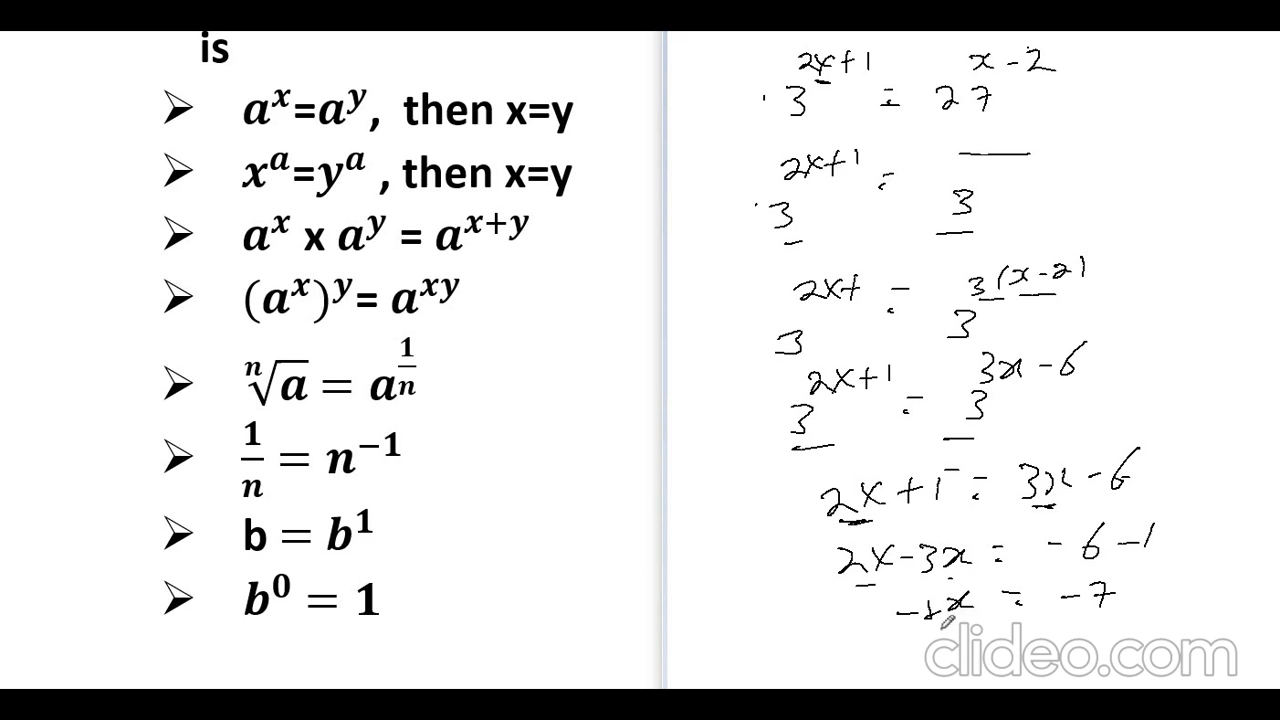 is
➢ aˣ=aʸ, then x=y
➢ xᵃ=yᵃ , then x=y
➢ aˣ x aʸ = aˣ⁺ʸ
➢ (aˣ)ʸ= aˣʸ
➢ ⁿ√a = a^(1/n)
➢ 1/n = n⁻¹
➢ b = b¹
➢ b⁰ = 1
3^(2x+1) = 27^(x-2)
3^(2x+1) = 3
3^(2x+) = 3^(3(x-2))
3^(2x+1) = 3^(3x-6)
2x+1 = 3x-6
2x-3x = -6-1
-1x = -7
clideo.com